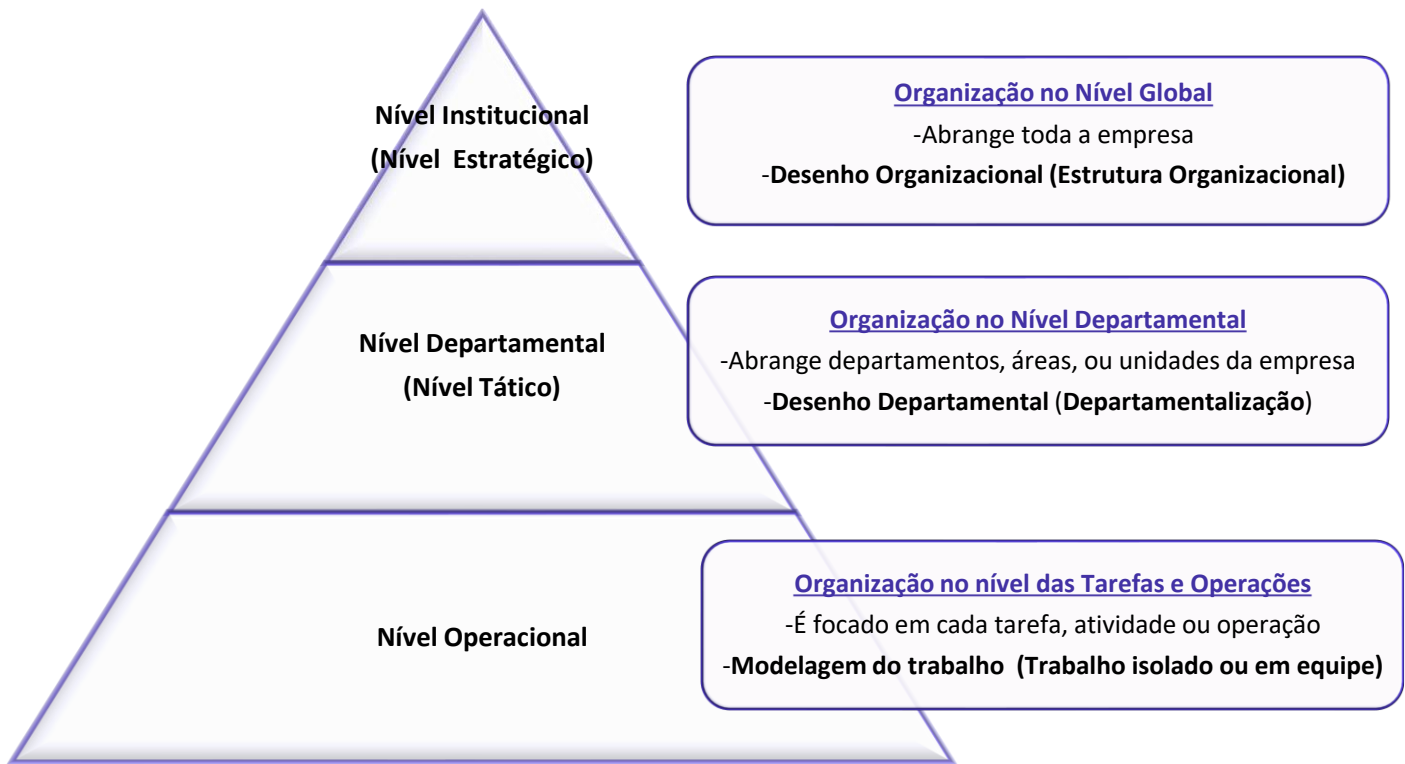 Nível Institucional
(Nível Estratégico)
Organização no Nível Global
-Abrange toda a empresa
-Desenho Organizacional (Estrutura Organizacional)
Nível Departamental
(Nível Tático)
Organização no Nível Departamental
-Abrange departamentos, áreas, ou unidades da empresa
-Desenho Departamental (Departamentalização)
Nível Operacional
Organização no nível das Tarefas e Operações
-É focado em cada tarefa, atividade ou operação
-Modelagem do trabalho (Trabalho isolado ou em equipe)